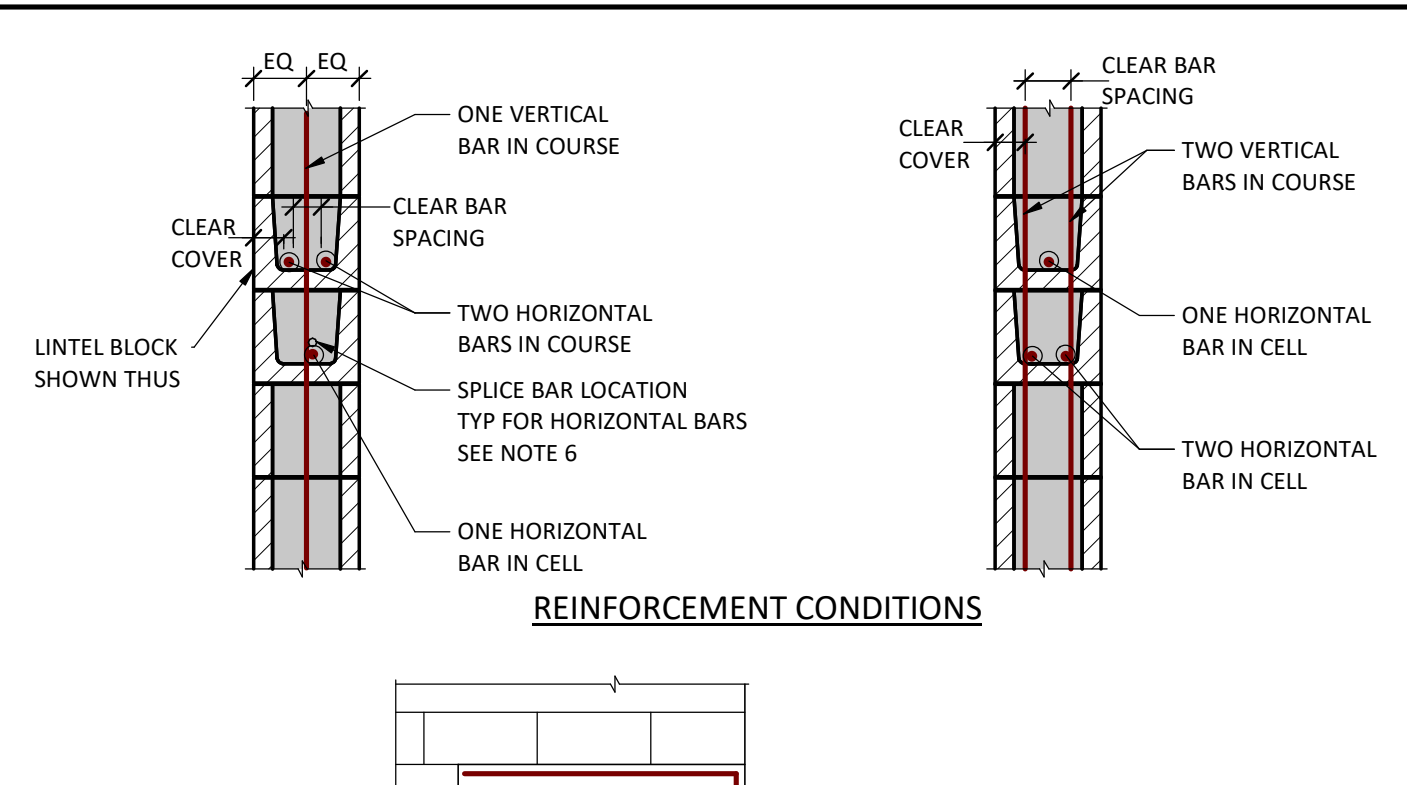 EQ EQ
ONE VERTICAL
BAR IN COURSE
CLEAR BAR
SPACING
CLEAR
COVER
LINTEL BLOCK
SHOWN THUS
TWO HORIZONTAL
BARS IN COURSE
SPLICE BAR LOCATION
TYP FOR HORIZONTAL BARS
SEE NOTE 6
ONE HORIZONTAL
BAR IN CELL
CLEAR BAR
SPACING
CLEAR
COVER
TWO VERTICAL
BARS IN COURSE
ONE HORIZONTAL
BAR IN CELL
TWO HORIZONTAL
BAR IN CELL
REINFORCEMENT CONDITIONS